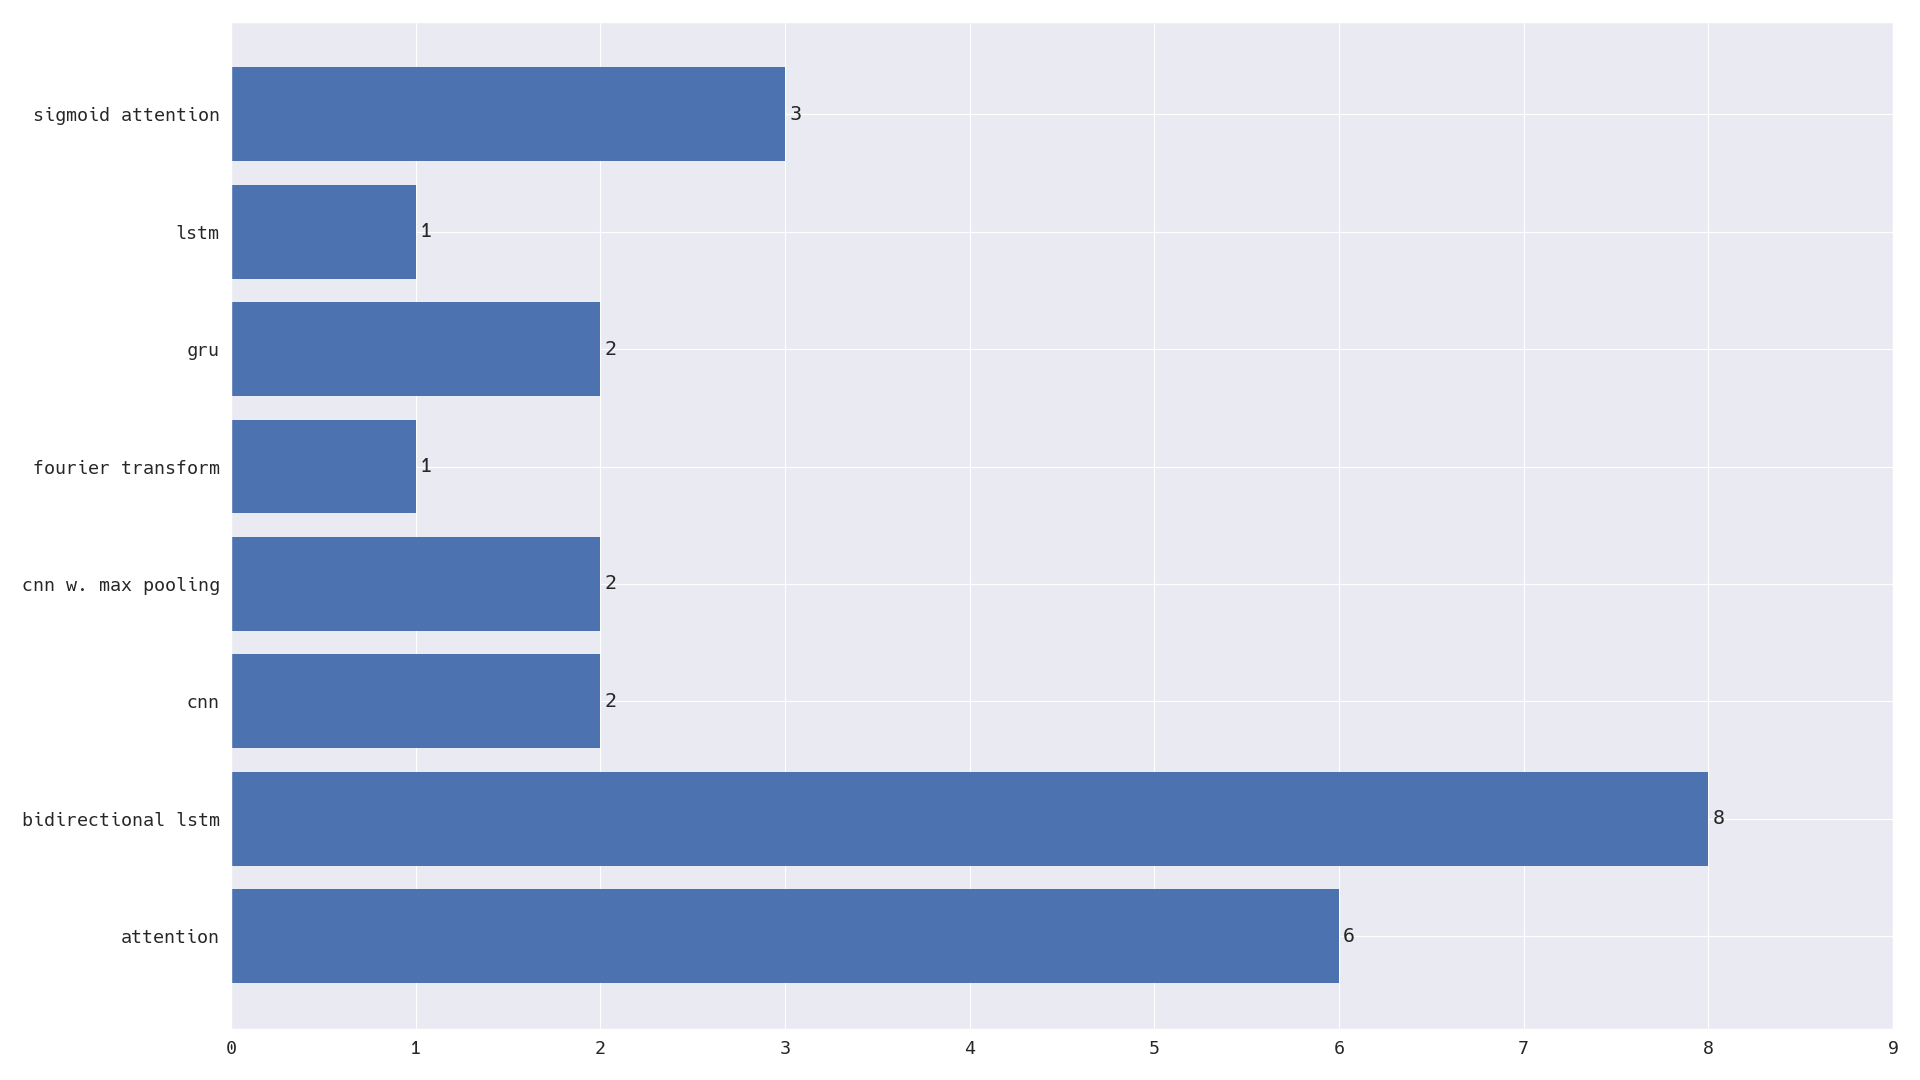 sigmoid attention 3
lstm 1
gru 2
fourier transform 1
cnn w. max pooling 2
cnn 2
bidirectional lstm 8
attention 6
0 1 2 3 4 5 6 7 8 9